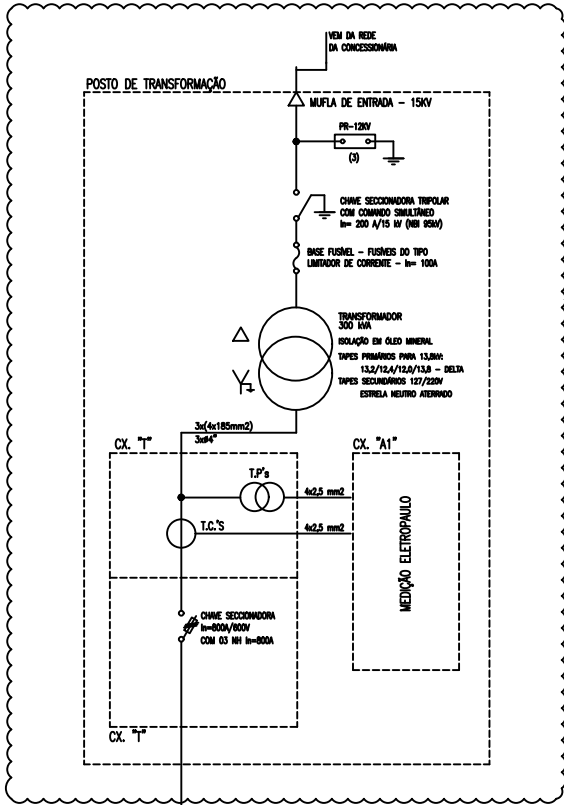 VEM DA REDE
DA CONCESSIONÁRIA
POSTO DE TRANSFORMAÇÃO
MUFLA DE ENTRADA - 15KV
PR-12KV
(3)
CHAVE SECCIONADORA TRIPOLAR
COM COMANDO SIMULTÂNEO
In= 200 A/15 kV (NBI 95kV)
BASE FUSÍVEL - FUSÍVEIS DO TIPO
LIMITADOR DE CORRENTE - In= 100A
TRANSFORMADOR
300 kVA
ISOLAÇÃO EM ÓLEO MINERAL
TAPES PRIMÁRIOS PARA 13,8kV:
13,2/12,4/12,0/13,8 - DELTA
TAPES SECUNDÁRIOS 127/220V
ESTRELA NEUTRO ATERRADO
3x(4x185mm2)
3xø4"
CX. "T"
CX. "A1"
T.P's
4x2,5 mm2
T.C.'S
4x2,5 mm2
MEDIÇÃO ELETROPAULO
CHAVE SECCIONADORA
In=800A/600V
COM 03 NH In=800A
CX. "T"